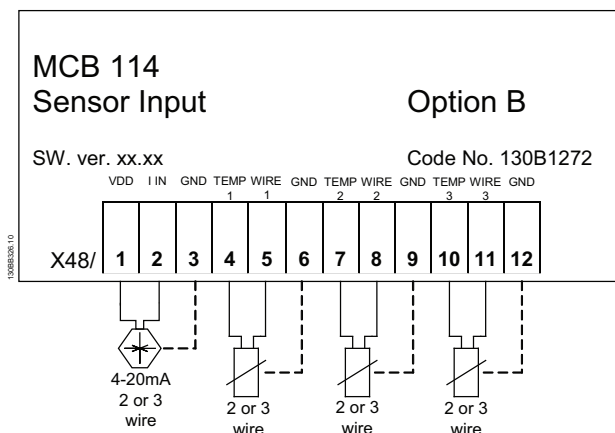 MCB 114
Sensor Input
Option B
SW. ver. xx.xx
Code No. 130B1272
VDD I IN GND TEMP WIRE GND TEMP WIRE GND TEMP WIRE GND
1 1 2 2 3 3
X48/ 1 2 3 4 5 6 7 8 9 10 11 12
130BB326.10
4-20mA
2 or 3
wire
2 or 3
wire
2 or 3
wire
2 or 3
wire